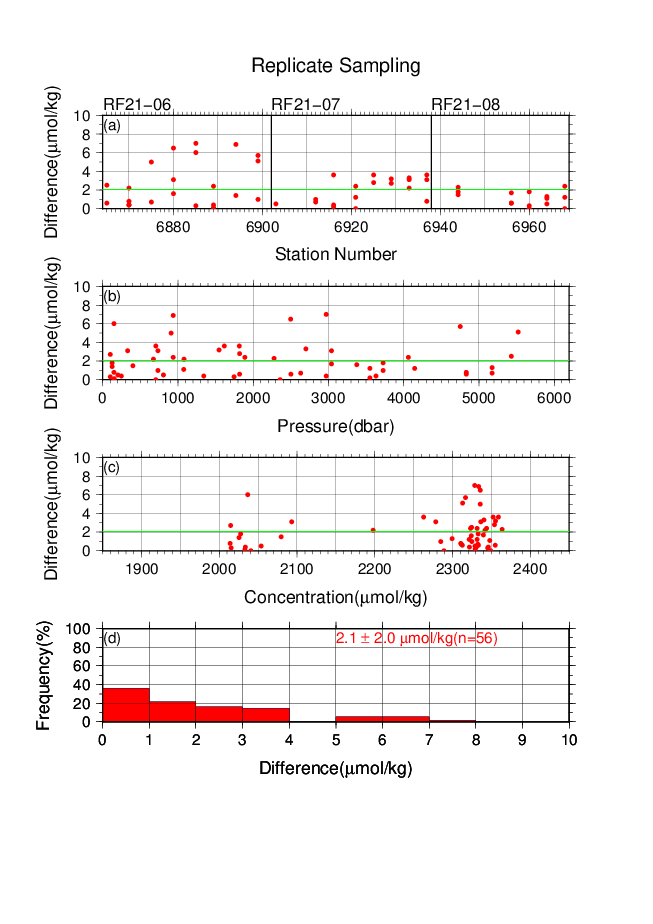 Replicate Sampling
RF21−06 RF21−07 RF21−08
(a)
Difference(μmol/kg)
10
8
6
4
2
0
6880 6900 6920 6940 6960
Station Number
(b)
Difference(μmol/kg)
10
8
6
4
2
0
0 1000 2000 3000 4000 5000 6000
Pressure(dbar)
(c)
Difference(μmol/kg)
10
8
6
4
2
0
1900 2000 2100 2200 2300 2400
Concentration(μmol/kg)
(d)
2.1 ± 2.0 μmol/kg(n=56)
Frequency(%)
100
80
60
40
20
0
0 1 2 3 4 5 6 7 8 9 10
Difference(μmol/kg)